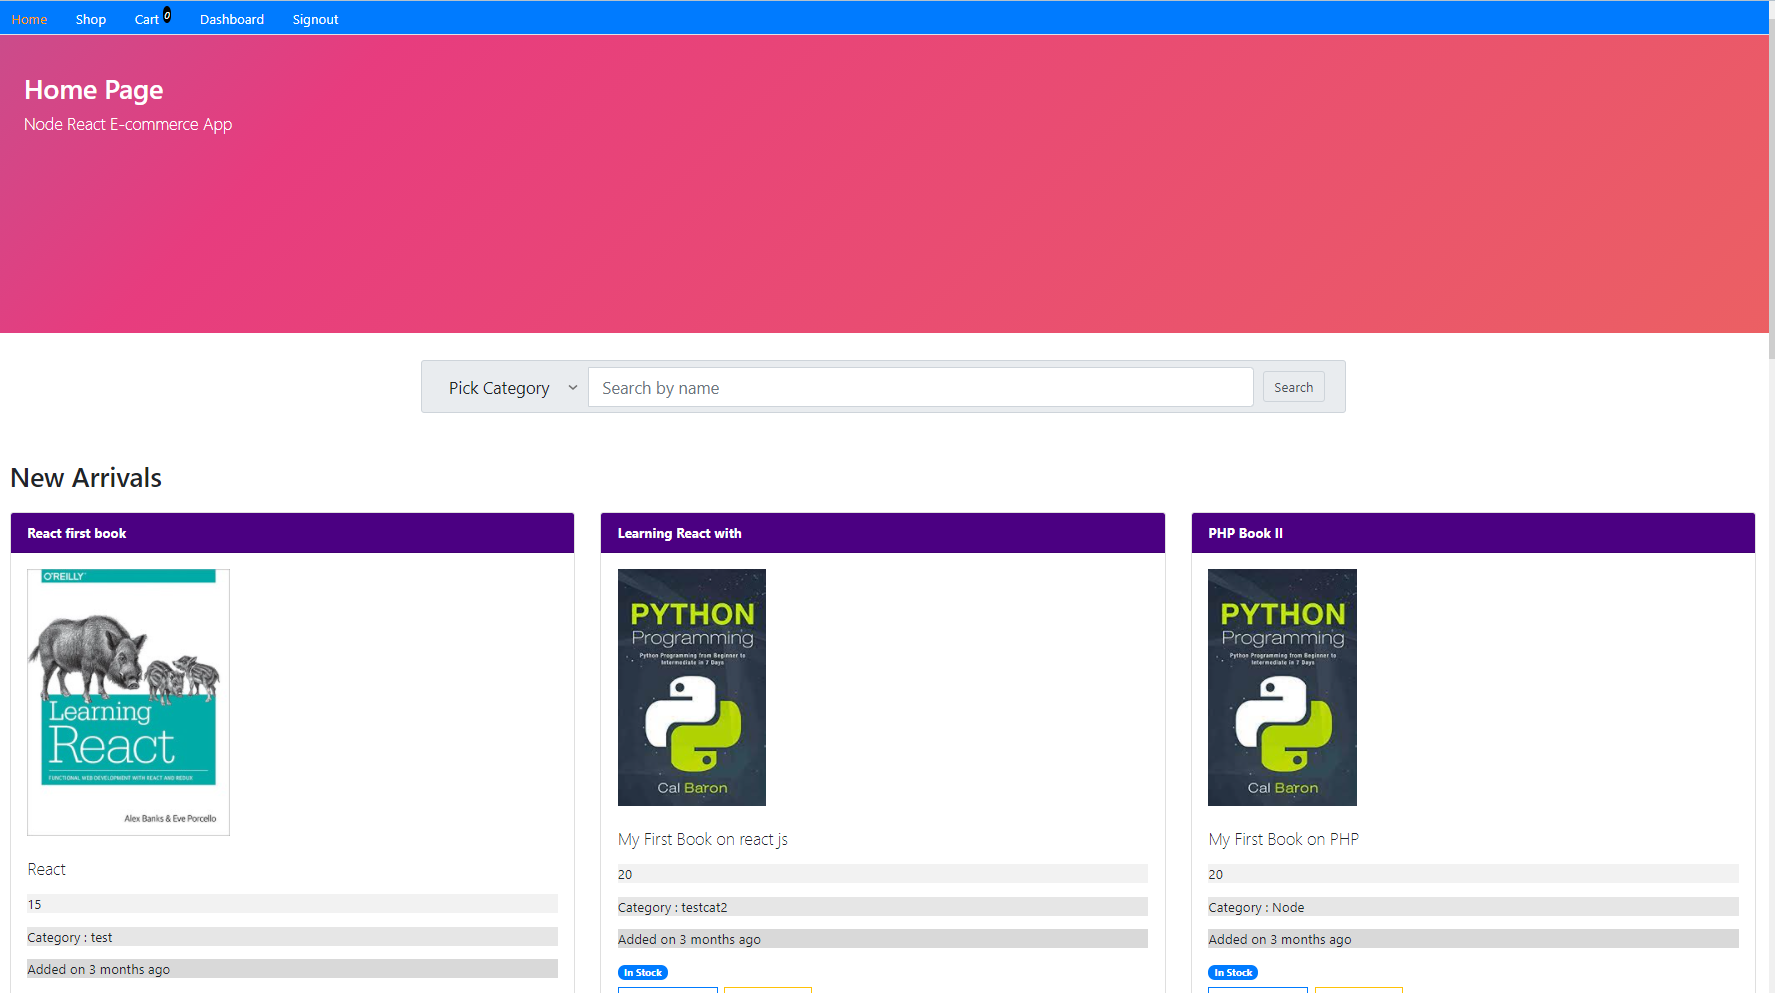 Home Shop Cart 0 Dashboard Signout
Home Page
Node React E-commerce App
Pick Category Search by name Search
New Arrivals
React first book
O'REILLY
Learning
React
FUNCTIONAL WEB DEVELOPMENT WITH REACT AND REDUX
Alex Banks & Eve Porcello
React
15
Category : test
Added on 3 months ago
Learning React with
PYTHON
Programming
Python Programming from Beginner to
Intermediate in 7 Days
Cal Baron
My First Book on react js
20
Category : testcat2
Added on 3 months ago
In Stock
PHP Book II
PYTHON
Programming
Python Programming from Beginner to
Intermediate in 7 Days
Cal Baron
My First Book on PHP
20
Category : Node
Added on 3 months ago
In Stock